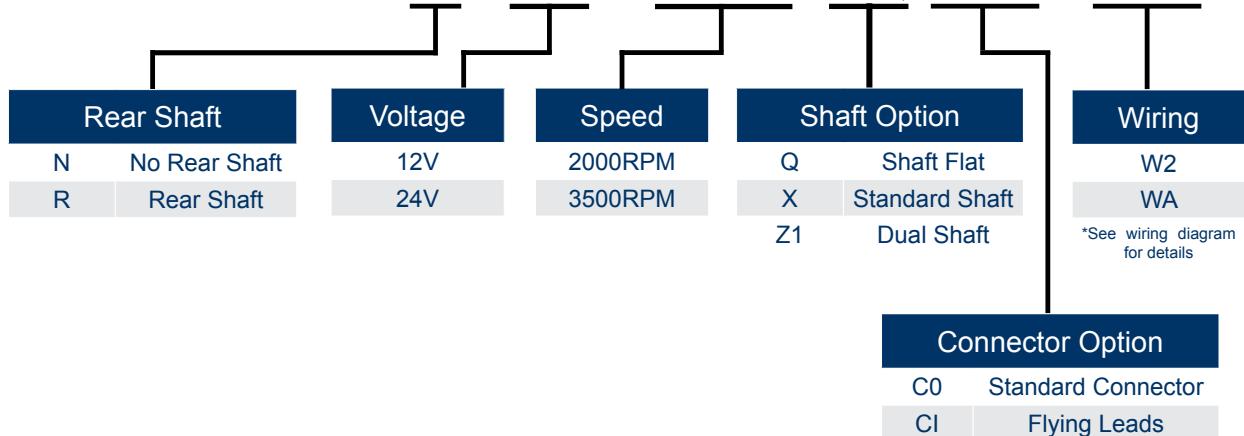 Rear Shaft
N No Rear Shaft
R Rear Shaft
Voltage
12V
24V
Speed
2000RPM
3500RPM
Shaft Option
Q Shaft Flat
X Standard Shaft
Z1 Dual Shaft
Wiring
W2
WA
*See wiring diagram
for details
Connector Option
C0 Standard Connector
CI Flying Leads